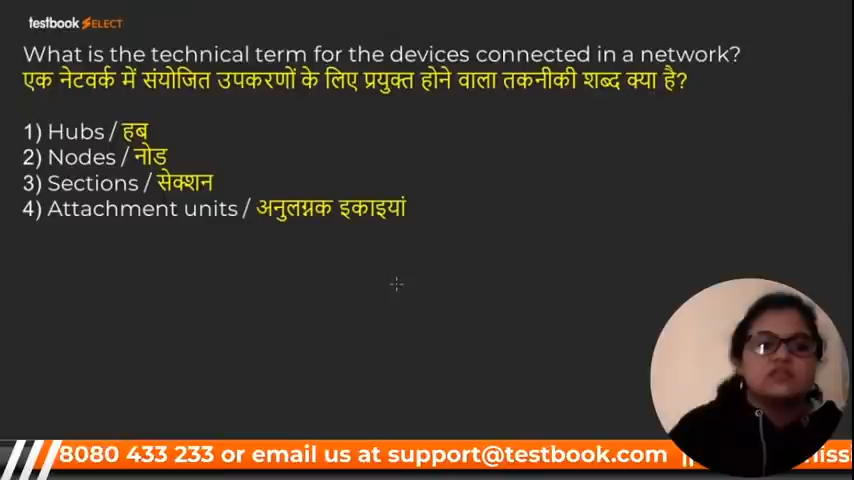 testbook SELECT
What is the technical term for the devices connected in a network?
एक नेटवर्क में संयोजित उपकरणों के लिए प्रयुक्त होने वाला तकनीकी शब्द क्या है?
1) Hubs / हब
2) Nodes / नोड
3) Sections / सेक्शन
4) Attachment units / अनुलग्नक इकाइयां
8080 433 233 or email us at support@testbook.com ||